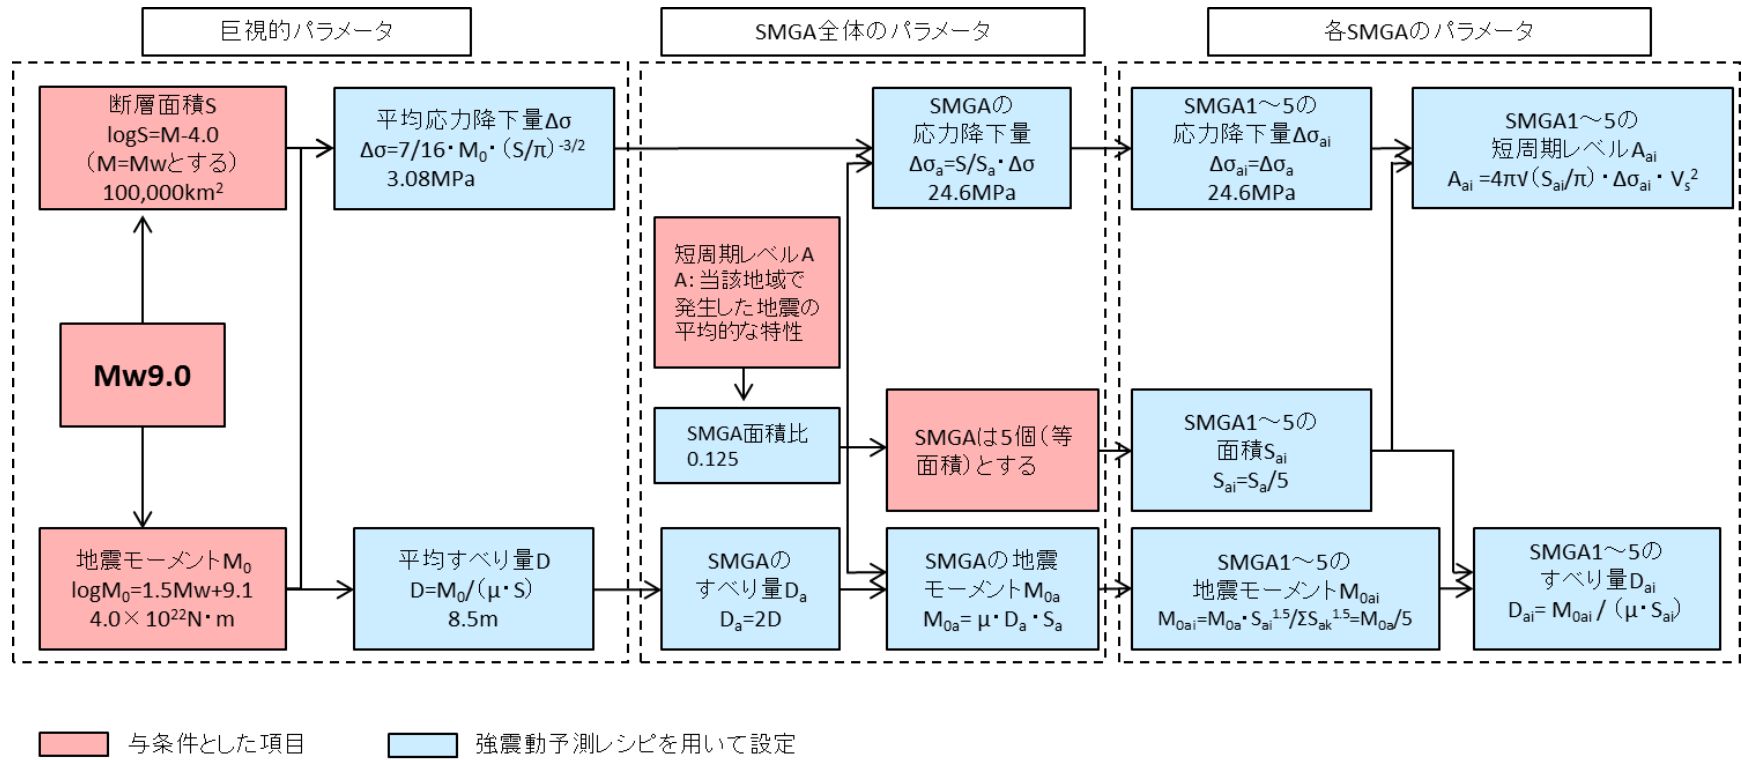 巨視的パラメータ
SMGA全体のパラメータ
各SMGAのパラメータ
断層面積S
logS=M-4.0
(M=Mwとする)
100,000km²
平均応力降下量Δσ
Δσ=7/16・M₀・(S/π)⁻³/²
3.08MPa
SMGAの
応力降下量
Δσₐ=S/Sₐ・Δσ
24.6MPa
SMGA1～5の
応力降下量Δσai
Δσai=Δσa
24.6MPa
SMGA1～5の
短周期レベルAai
Aai =4π√(Sai/π)・Δσai・Vs²
短周期レベルA
A:当該地域で
発生した地震の
平均的な特性
Mw9.0
SMGA面積比
0.125
SMGAは5個(等
面積)とする
SMGA1～5の
面積Sai
Sai=Sa/5
地震モーメントM₀
logM₀=1.5Mw+9.1
4.0×10²²N・m
平均すべり量D
D=M₀/(μ・S)
8.5m
SMGAの
すべり量Da
Da=2D
SMGAの地震
モーメントM0a
M0a= μ・Da・Sa
SMGA1～5の
地震モーメントM0ai
M0ai=M0a・Sai^1.5/ΣSak^1.5=M0a/5
SMGA1～5の
すべり量Dai
Dai= M0ai / (μ・Sai)
与条件とした項目
強震動予測レシピを用いて設定